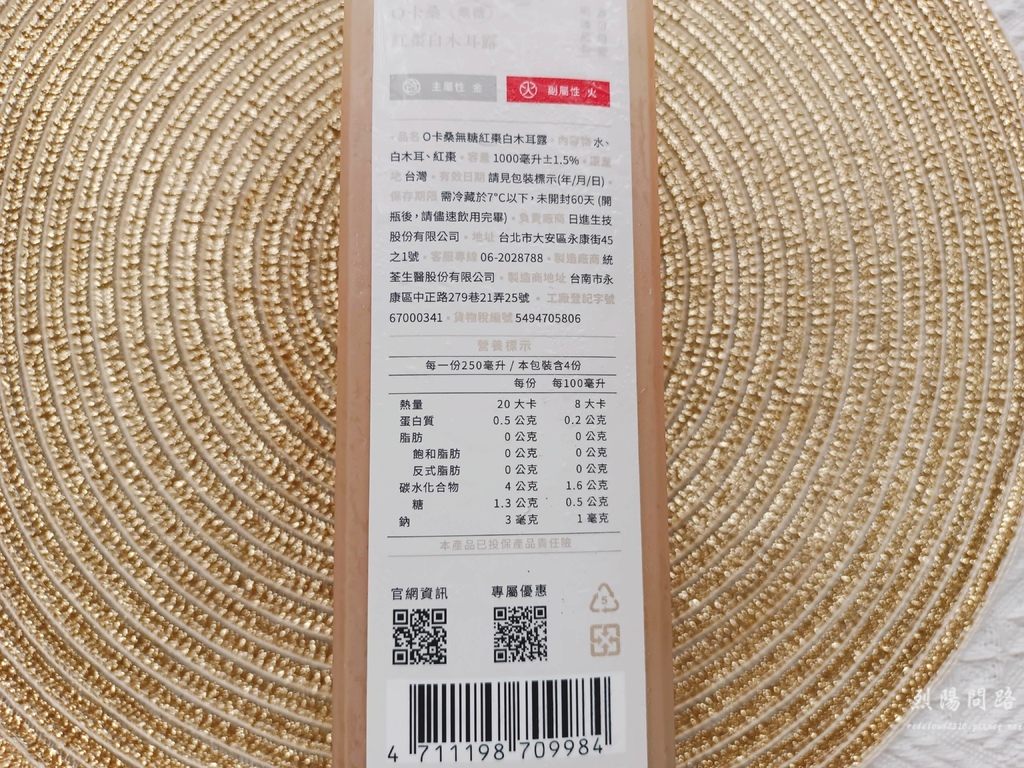 O卡桑（無糖）
紅棗白木耳露
主屬性 金
火 副屬性 火
• 品名 O卡桑無糖紅棗白木耳露 • 內容物 水、
白木耳、紅棗 • 容量 1000毫升±1.5% • 原產
地 台灣 • 有效日期 請見包裝標示(年/月/日) •
保存期限 需冷藏於7°C以下，未開封60天 (開
瓶後，請儘速飲用完畢) • 負責廠商 日進生技
股份有限公司 • 地址 台北市大安區永康街45
之1號 • 客服專線 06-2028788 • 製造廠商 統
荃生醫股份有限公司 • 製造商地址 台南市永
康區中正路279巷21弄25號 • 工廠登記字號
67000341 • 貨物稅編號 5494705806
營養標示
每一份250毫升 / 本包裝含4份
每份 每100毫升
熱量 20 大卡 8 大卡
蛋白質 0.5 公克 0.2 公克
脂肪 0 公克 0 公克
飽和脂肪 0 公克 0 公克
反式脂肪 0 公克 0 公克
碳水化合物 4 公克 1.6 公克
糖 1.3 公克 0.5 公克
鈉 3 毫克 1 毫克
本產品已投保產品責任險
官網資訊 專屬優惠
5
4 711198 709984
烈陽問路